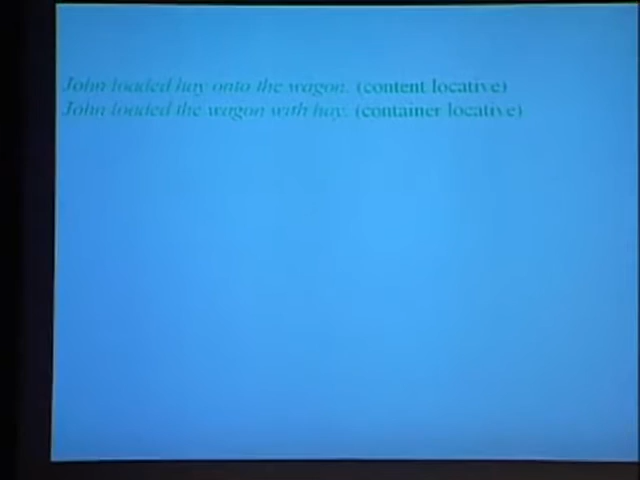 John loaded hay onto the wagon. (content locative)
John loaded the wagon with hay. (container locative)